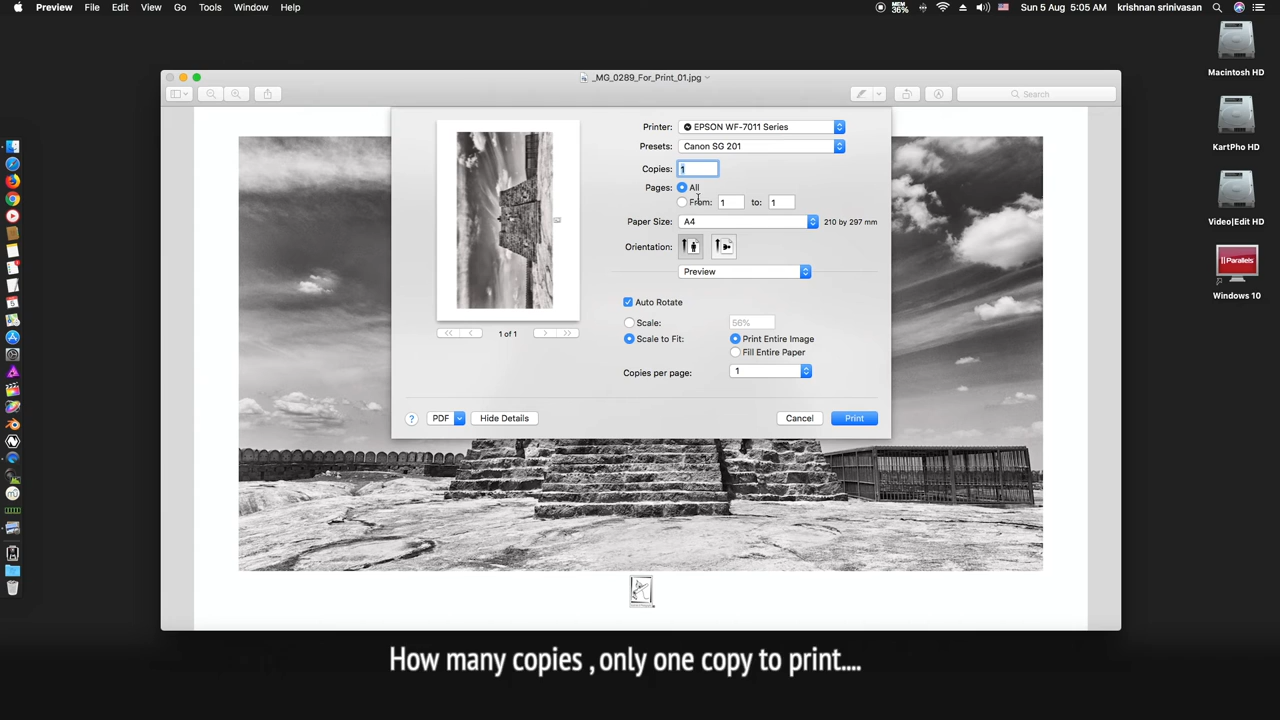 Preview File Edit View Go Tools Window Help MEM 36% Sun 5 Aug 5:05 AM krishnan srinivasan
_MG_0289_For_Print_01.jpg
Search
Macintosh HD
KartPho HD
Video|Edit HD
|| Parallels
Windows 10
Printer: EPSON WF-7011 Series
Presets: Canon SG 201
Copies: 1
Pages: All
From: 1 to: 1
Paper Size: A4 210 by 297 mm
Orientation:
Preview
Auto Rotate
Scale: 56%
Scale to Fit: Print Entire Image
Fill Entire Paper
Copies per page: 1
1 of 1
? PDF Hide Details Cancel Print
How many copies , only one copy to print....